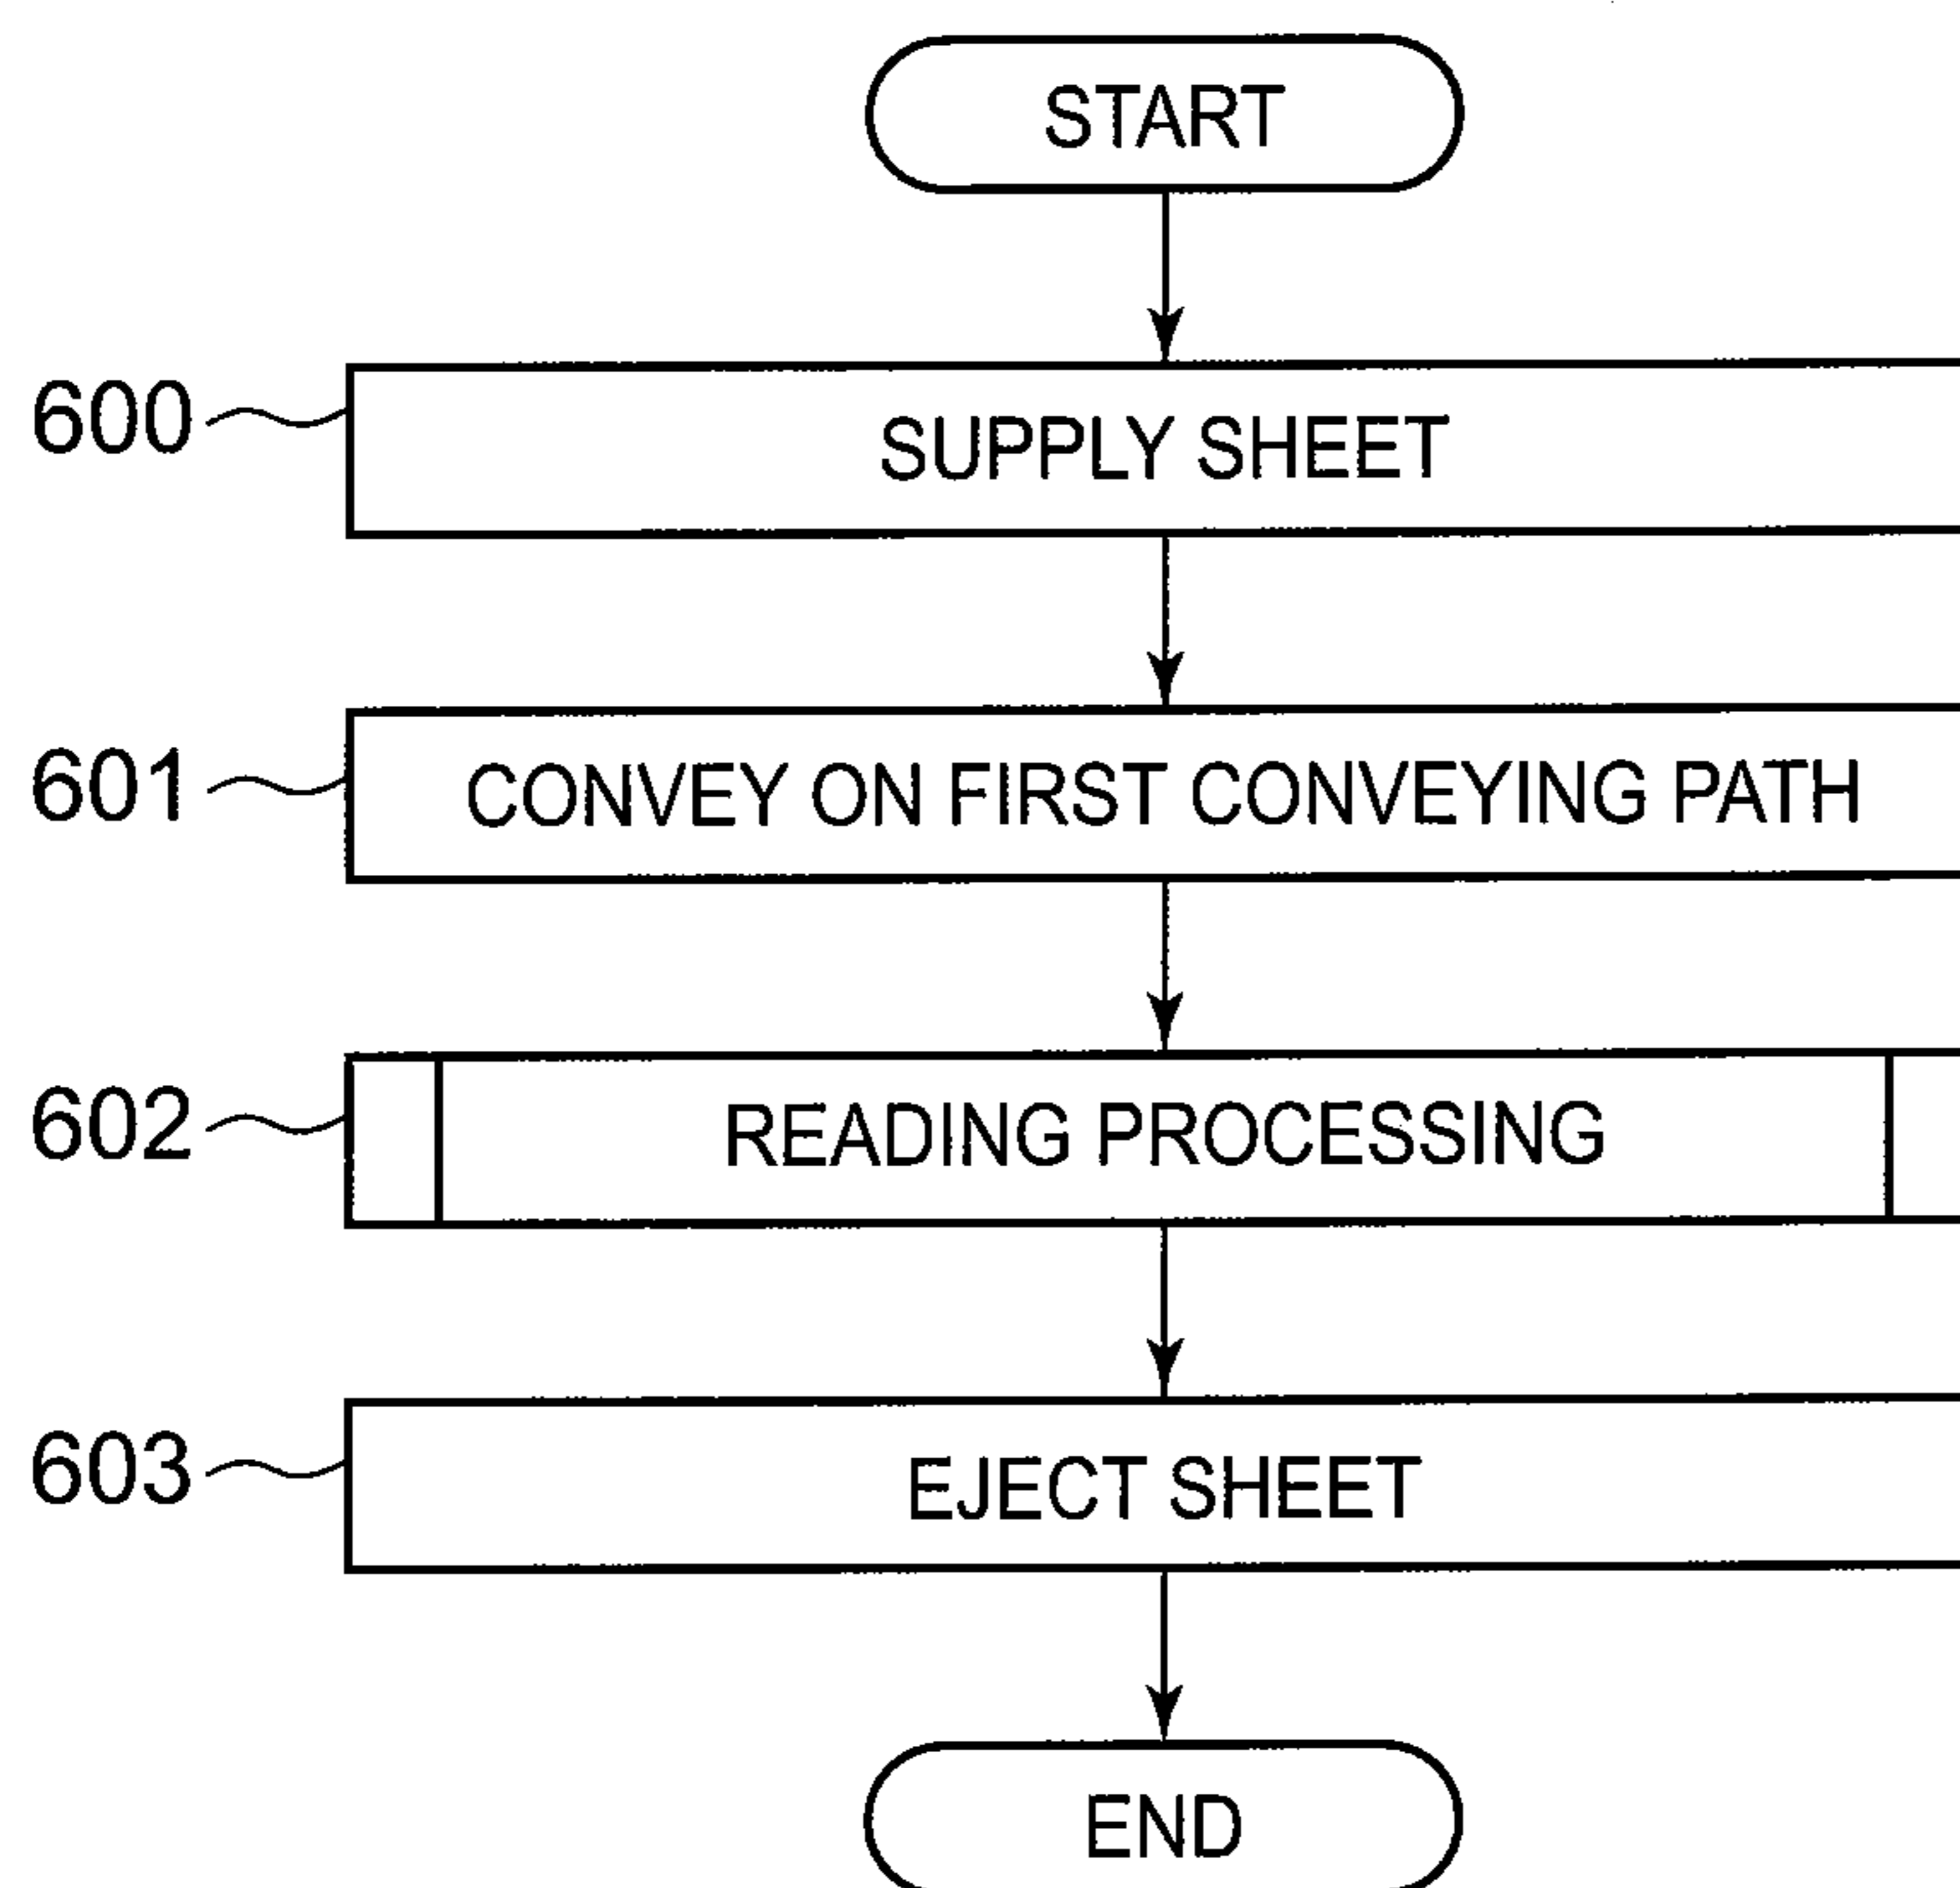 START
600 SUPPLY SHEET
601 CONVEY ON FIRST CONVEYING PATH
602 READING PROCESSING
603 EJECT SHEET
END